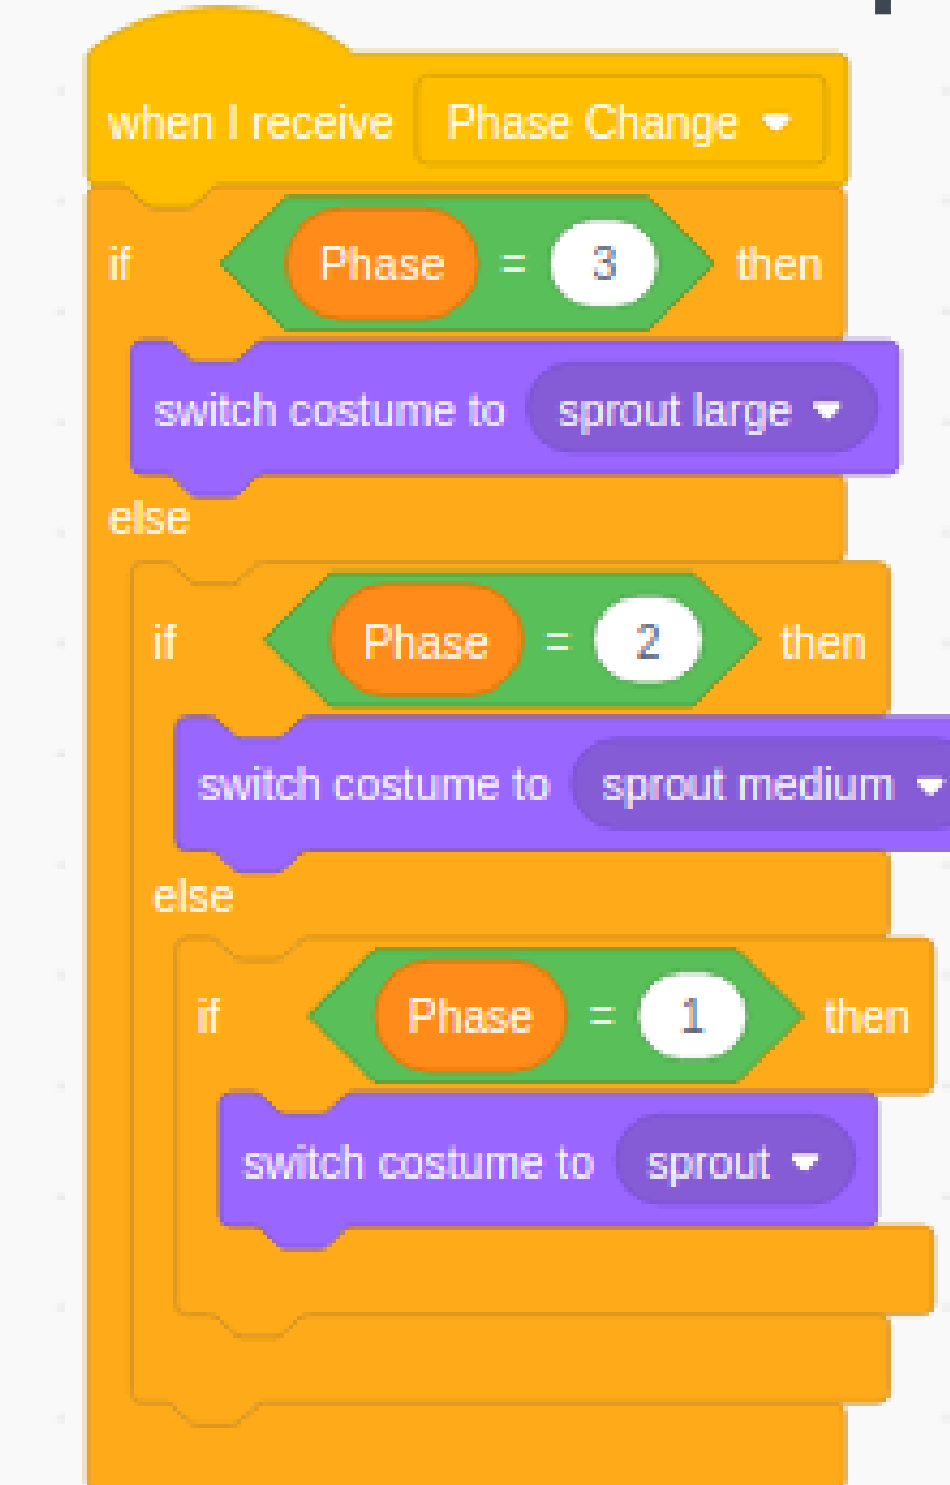 when I receive Phase Change
if Phase = 3 then
switch costume to sprout large
else
if Phase = 2 then
switch costume to sprout medium
else
if Phase = 1 then
switch costume to sprout